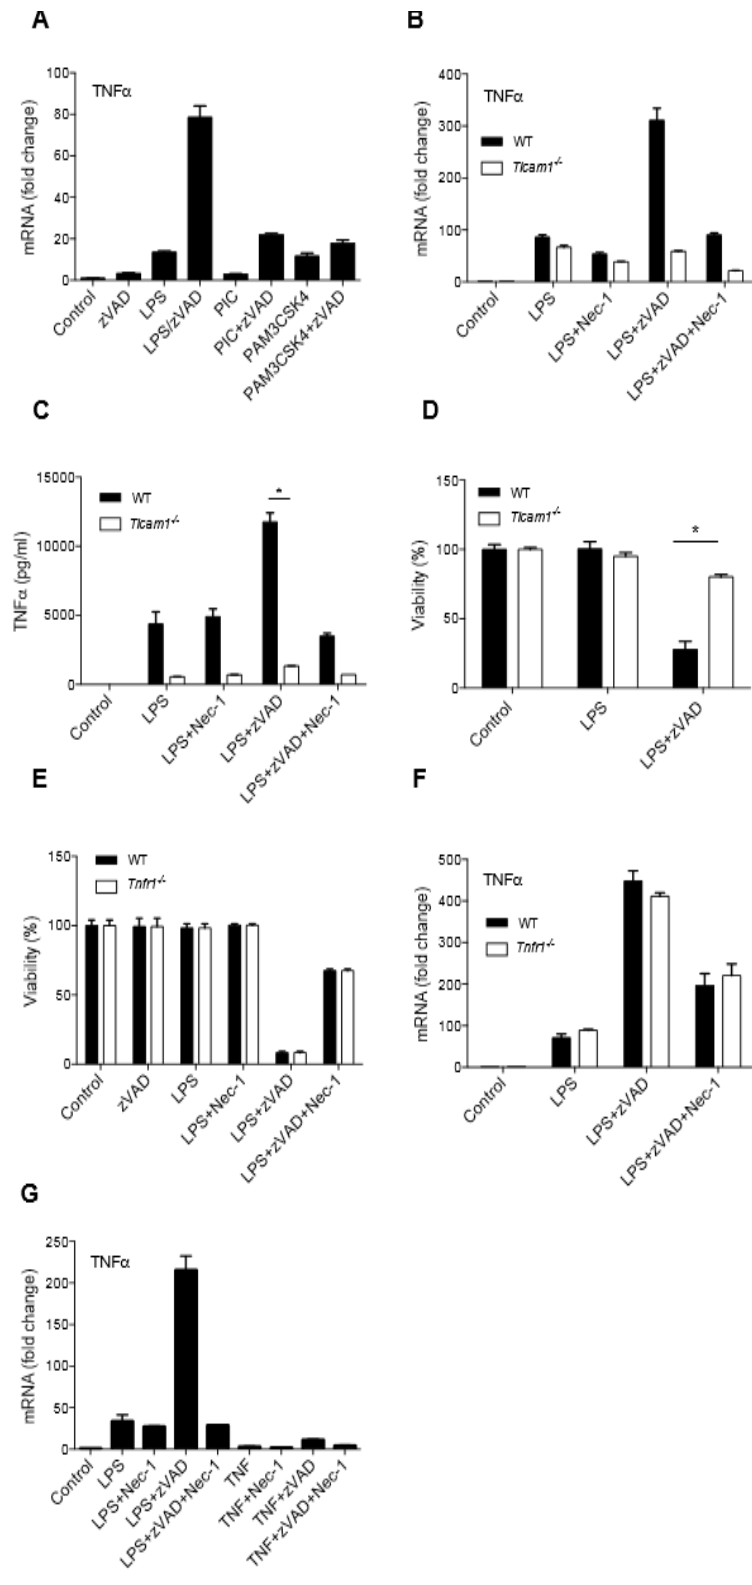 A
TNFα
mRNA (fold change)
100
80
60
40
20
0
Control
zVAD
LPS
LPS/zVAD
PIC
PIC+zVAD
PAM3CSK4
PAM3CSK4+zVAD
B
TNFα
WT
Ticam1-/-
mRNA (fold change)
400
300
200
100
0
Control
LPS
LPS+Nec-1
LPS+zVAD
LPS+zVAD+Nec-1
C
WT
Ticam1-/-
*
TNFα (pg/ml)
15000
10000
5000
0
Control
LPS
LPS+Nec-1
LPS+zVAD
LPS+zVAD+Nec-1
D
WT
Ticam1-/-
*
Viability (%)
150
100
50
0
Control
LPS
LPS+zVAD
E
WT
Tnfr1-/-
Viability (%)
150
100
50
0
Control
zVAD
LPS
LPS+Nec-1
LPS+zVAD
LPS+zVAD+Nec-1
F
TNFα
WT
Tnfr1-/-
mRNA (fold change)
500
400
300
200
100
0
Control
LPS
LPS+zVAD
LPS+zVAD+Nec-1
G
TNFα
mRNA (fold change)
250
200
150
100
50
0
Control
LPS
LPS+Nec-1
LPS+zVAD
LPS+zVAD+Nec-1
TNF
TNF+Nec-1
TNF+zVAD
TNF+zVAD+Nec-1